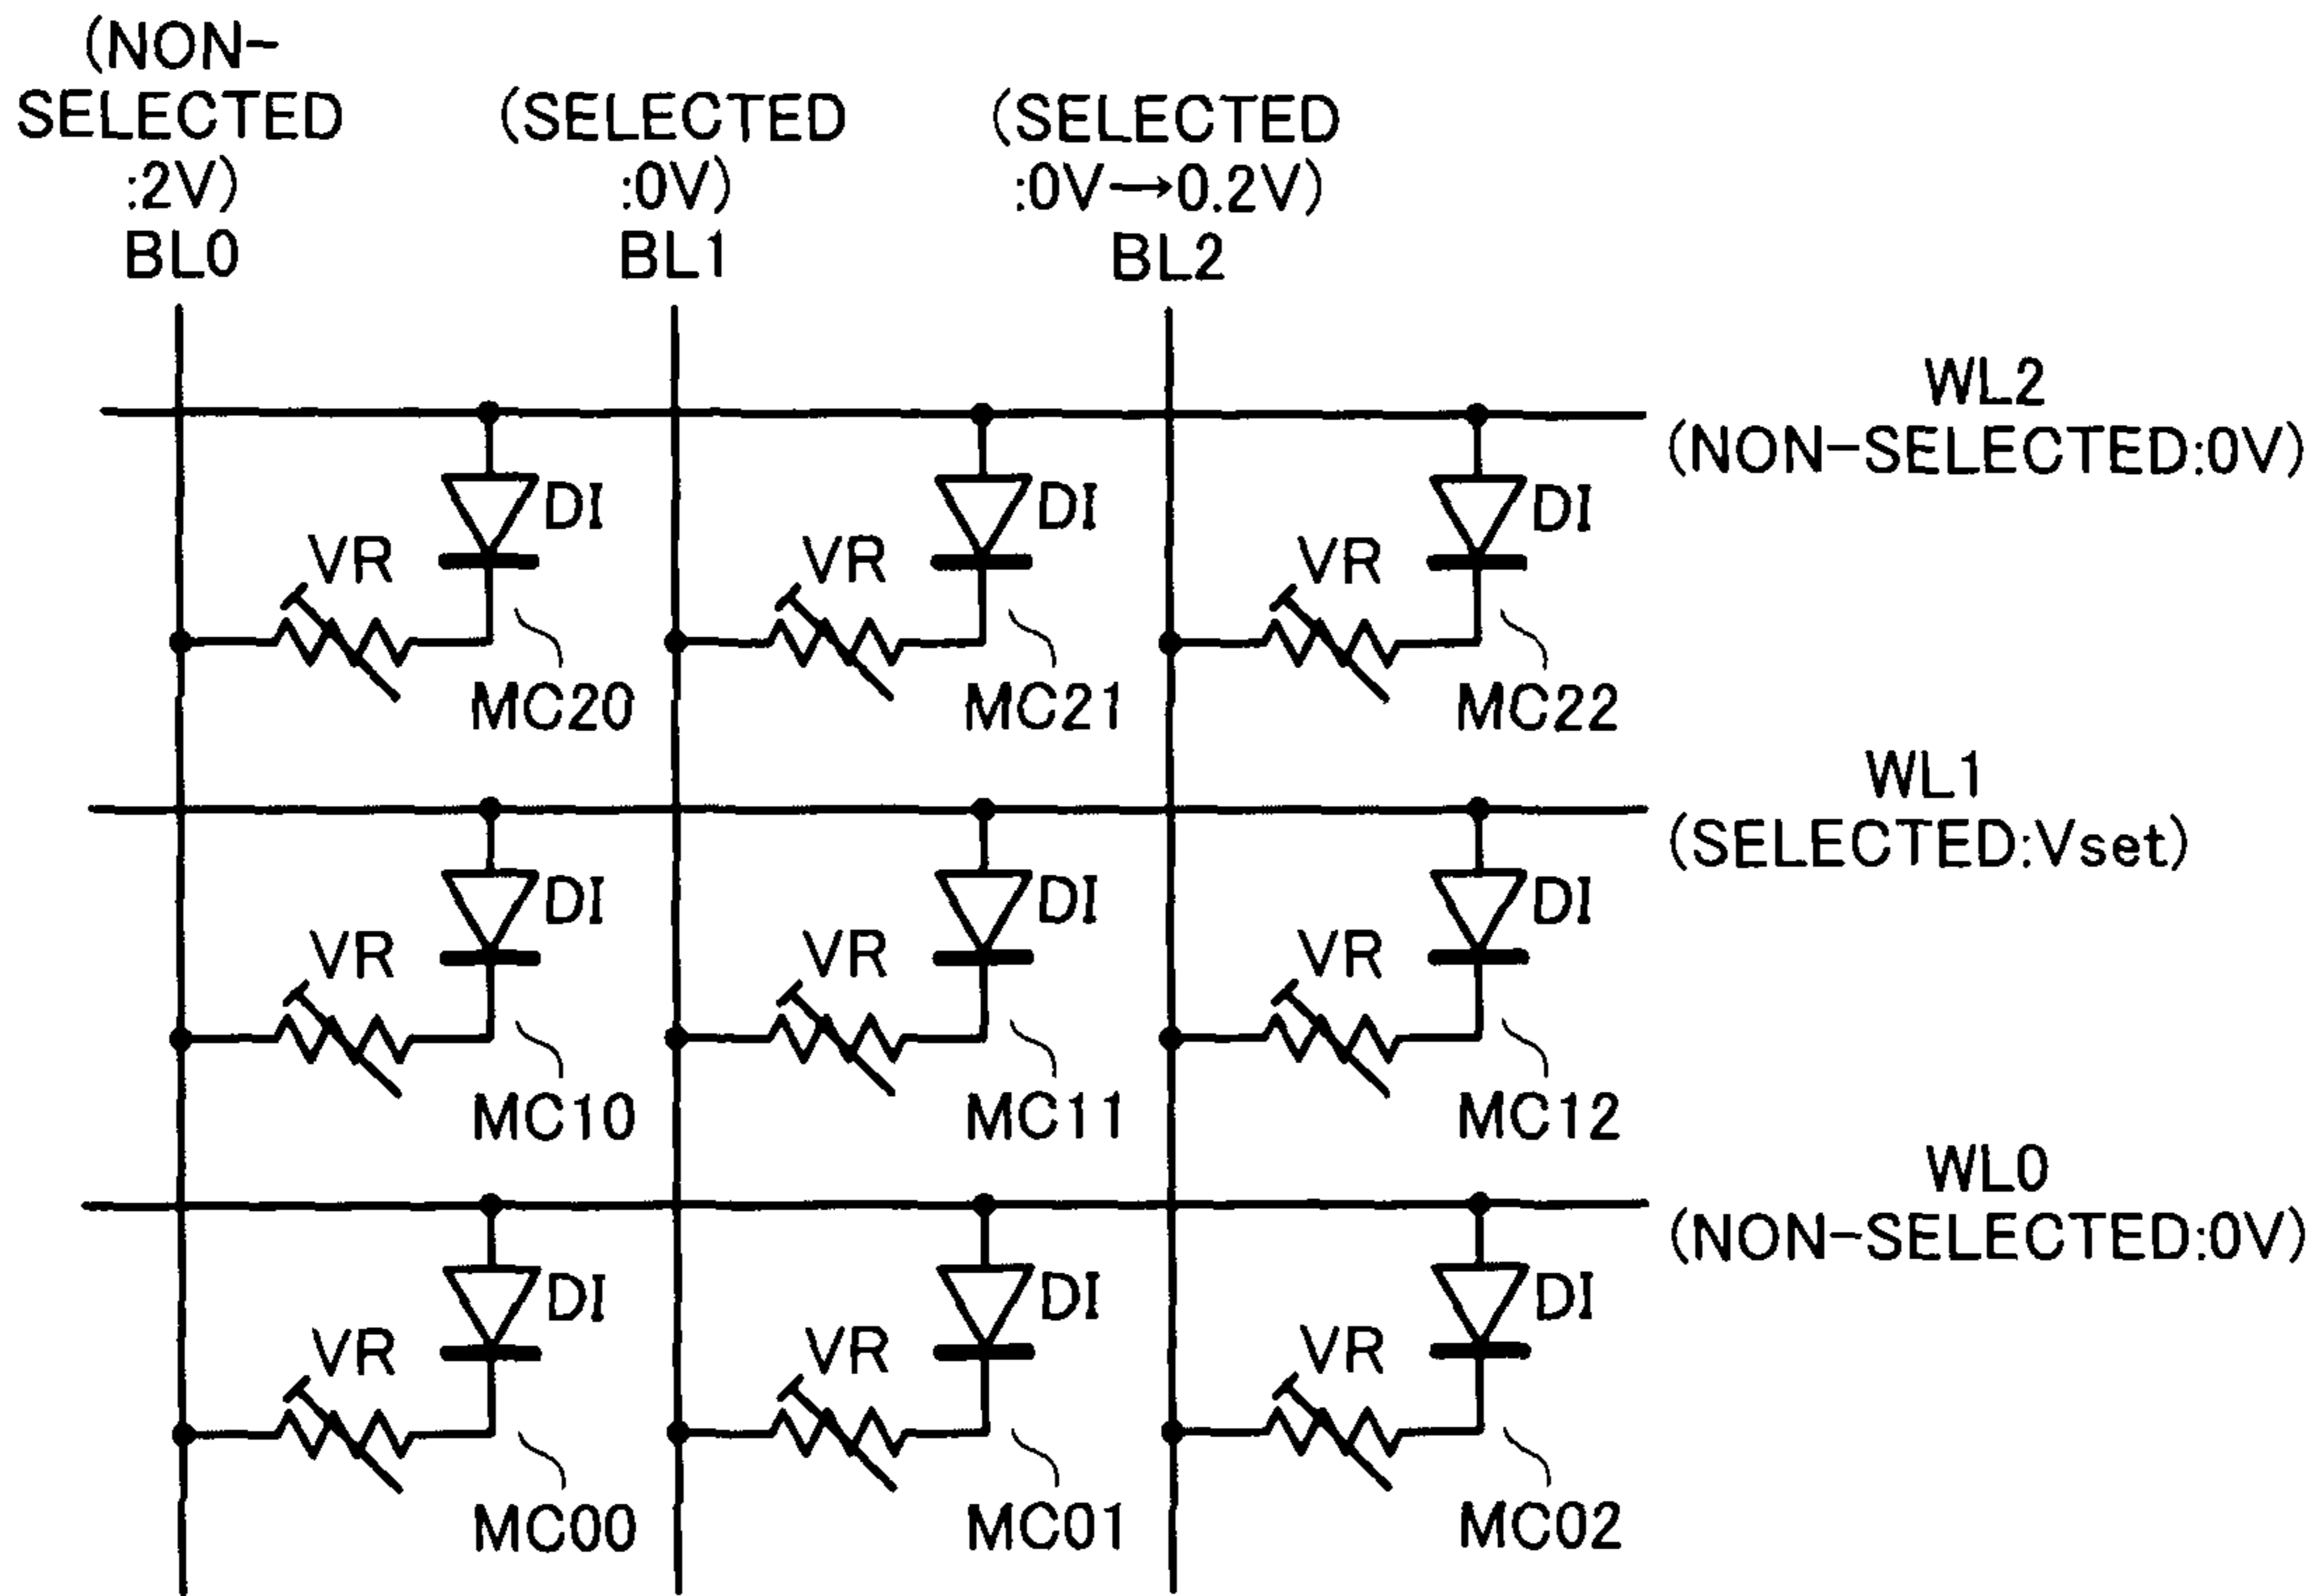 (NON-
SELECTED
:2V)
BL0
(SELECTED
:0V)
BL1
(SELECTED
:0V→0.2V)
BL2
WL2
(NON-SELECTED:0V)
DI
DI
DI
VR
VR
VR
MC20
MC21
MC22
WL1
(SELECTED:Vset)
DI
DI
DI
VR
VR
VR
MC10
MC11
MC12
WL0
(NON-SELECTED:0V)
DI
DI
DI
VR
VR
VR
MC00
MC01
MC02